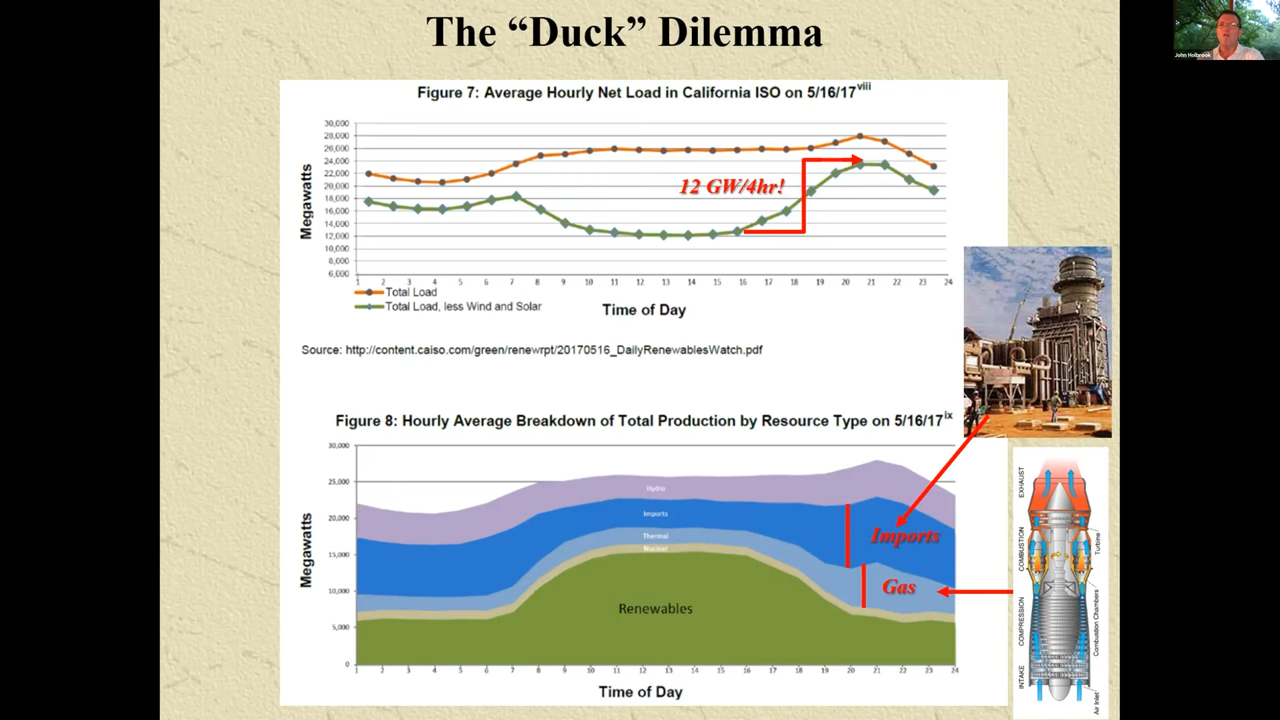 The “Duck” Dilemma
John Holbrook
Figure 7: Average Hourly Net Load in California ISO on 5/16/17viii
30,000
28,000
26,000
24,000
22,000
20,000
18,000
16,000
14,000
12,000
10,000
8,000
6,000
Megawatts
12 GW/4hr!
1 2 3 4 5 6 7 8 9 10 11 12 13 14 15 16 17 18 19 20 21 22 23 24
Total Load
Total Load, less Wind and Solar
Time of Day
Source: http://content.caiso.com/green/renewrpt/20170516_DailyRenewablesWatch.pdf
Figure 8: Hourly Average Breakdown of Total Production by Resource Type on 5/16/17ix
30,000
25,000
20,000
15,000
10,000
5,000
0
Megawatts
Hydro
Imports
Thermal
Nuclear
Renewables
Imports
Gas
1 2 3 4 5 6 7 8 9 10 11 12 13 14 15 16 17 18 19 20 21 22 23 24
Time of Day
EXHAUST
COMBUSTION
COMPRESSION
INTAKE
Turbine
Combustion Chambers
Air Inlet